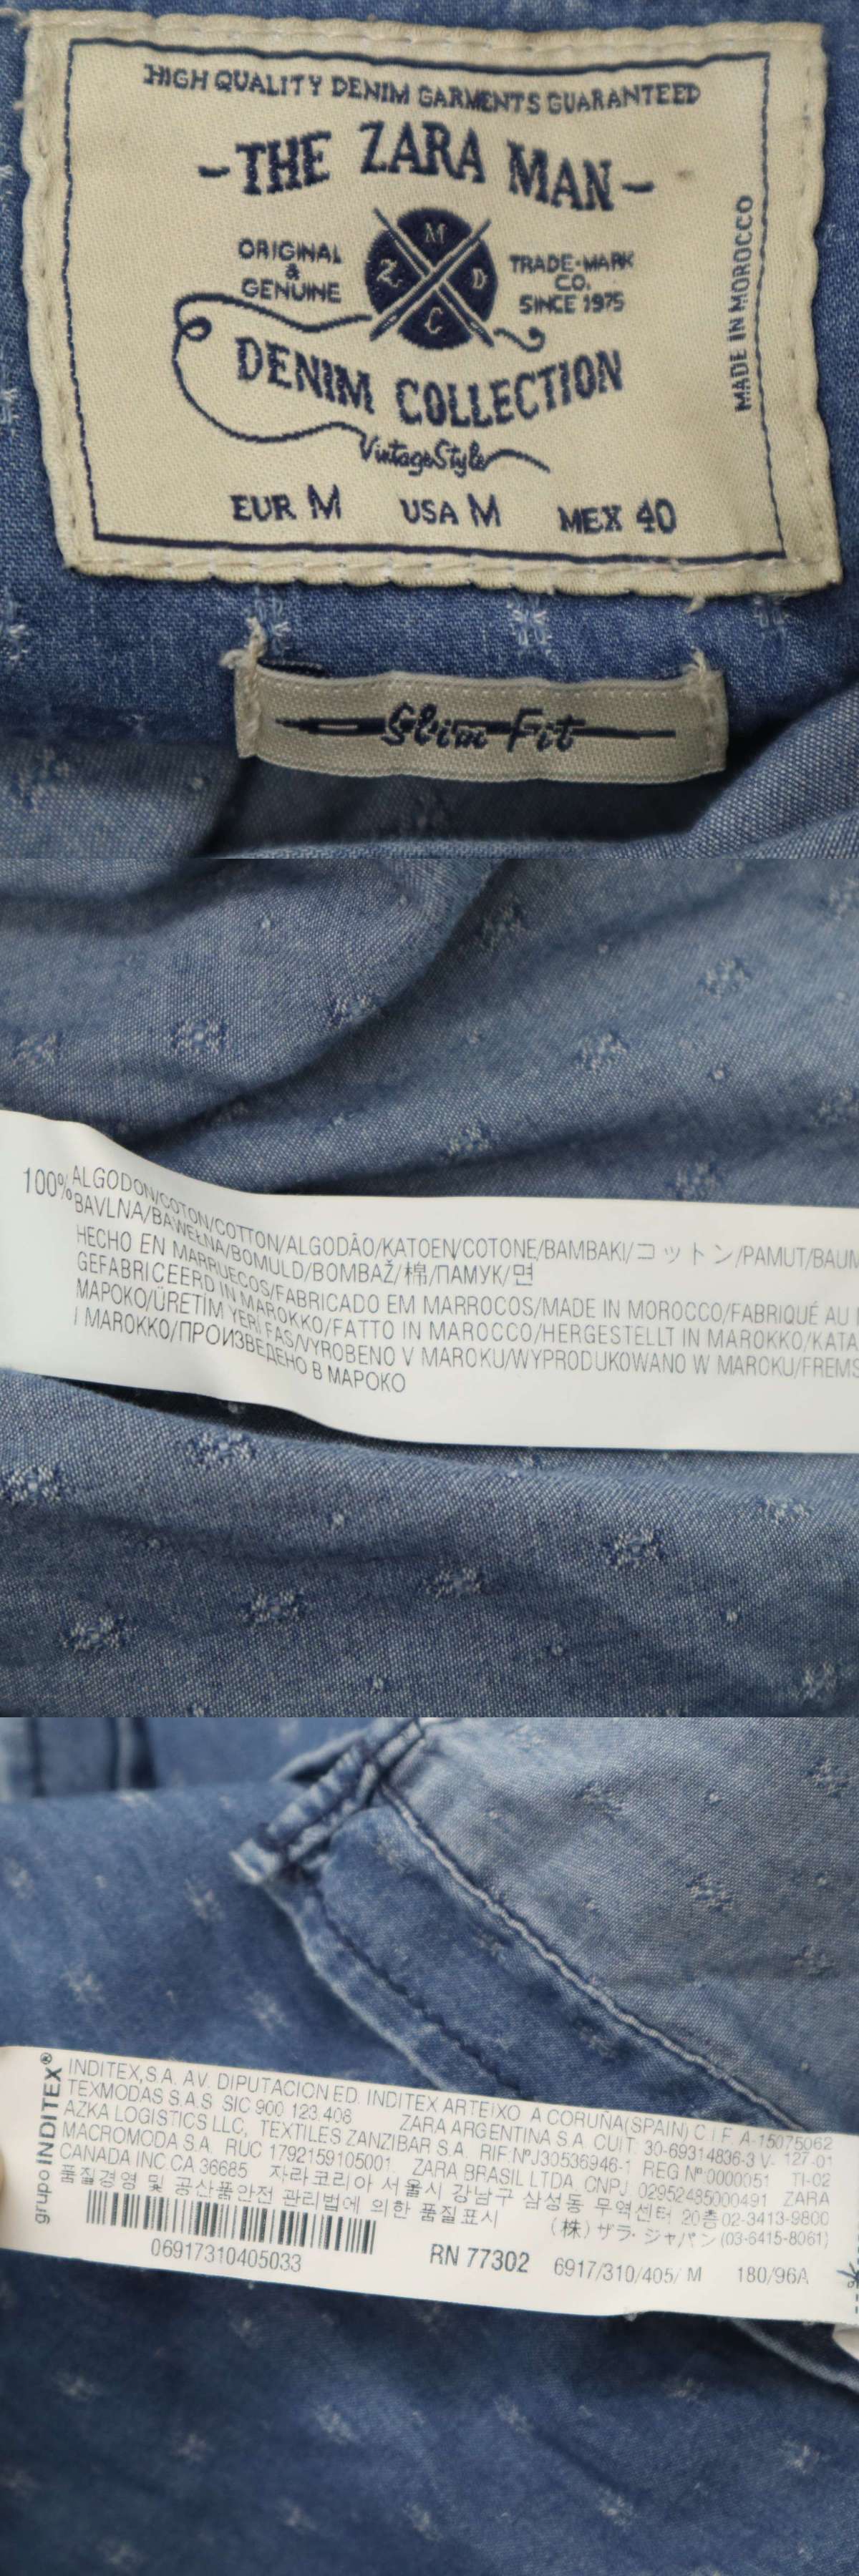 HIGH QUALITY DENIM GARMENTS GUARANTEED
-THE ZARA MAN-
ORIGINAL & GENUINE
M
Z D
C
TRADE-MARK CO. SINCE 1975
DENIM COLLECTION
Vintage Style
EUR M USA M MEX 40
MADE IN MOROCCO
Slim Fit
100% ALGODON/COTON/COTTON/ALGODÃO/KATOEN/COTONE/BAMBAKI/コットン/PAMUT/BAUM
BAVLNA/BAWEŁNA/BOMULD/BOMBAŽ/棉/ПАМУК/면
HECHO EN MARRUECOS/FABRICADO EM MARROCOS/MADE IN MOROCCO/FABRIQUÉ AU
GEFABRICEERD IN MAROKKO/FATTO IN MAROCCO/HERGESTELLT IN MAROKKO/KATA
MAPOKO/ÜRETIM YERI FAS/VYROBENO V MAROKU/WYPRODUKOWANO W MAROKU/FREMS
I MAROKKO/ПРОИЗВЕДЕНО В МАРОКО
grupo INDITEX®
INDITEX,S.A. AV. DIPUTACION ED. INDITEX ARTEIXO A CORUÑA(SPAIN) C.I.F. A-15075062
TEXMODAS S.A.S SIC 900.123.408 ZARA ARGENTINA S.A. CUIT. 30-69314836-3 V- 127-01
AZKA LOGISTICS LLC, TEXTILES ZANZIBAR S.A. RIF.NºJ30536946-1 REG Nº:0000051 TI-02
MACROMODA S.A. RUC 1792159105001. ZARA BRASIL LTDA. CNPJ. 02952485000491 ZARA
CANADA INC CA 36685 자라코리아 서울시 강남구 삼성동 무역센터 20층02-3413-9800
품질경영 및 공산품안전 관리법에 의한 품질표시 (株) ザラ・ジャパン (03-6415-8061)
06917310405033 RN 77302 6917/310/405/ M 180/96A